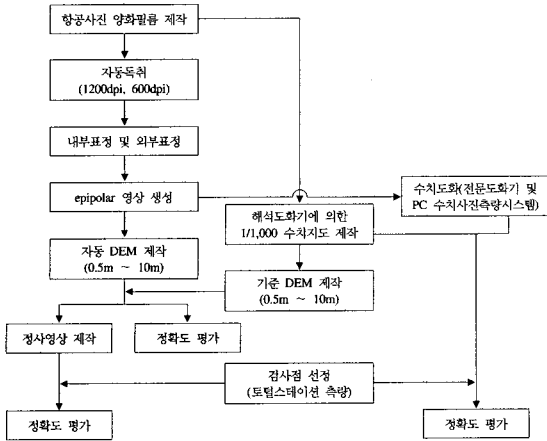 항공사진 양화필름 제작
자동독취
(1200dpi, 600dpi)
내부표정 및 외부표정
epipolar 영상 생성
수치도화(전문도화기 및
PC 수치사진측량시스템)
해석도화기에 의한
1/1,000 수치지도 제작
자동 DEM 제작
(0.5m ~ 10m)
기준 DEM 제작
(0.5m ~ 10m)
정사영상 제작
정확도 평가
검사점 선정
(토털스테이션 측량)
정확도 평가
정확도 평가